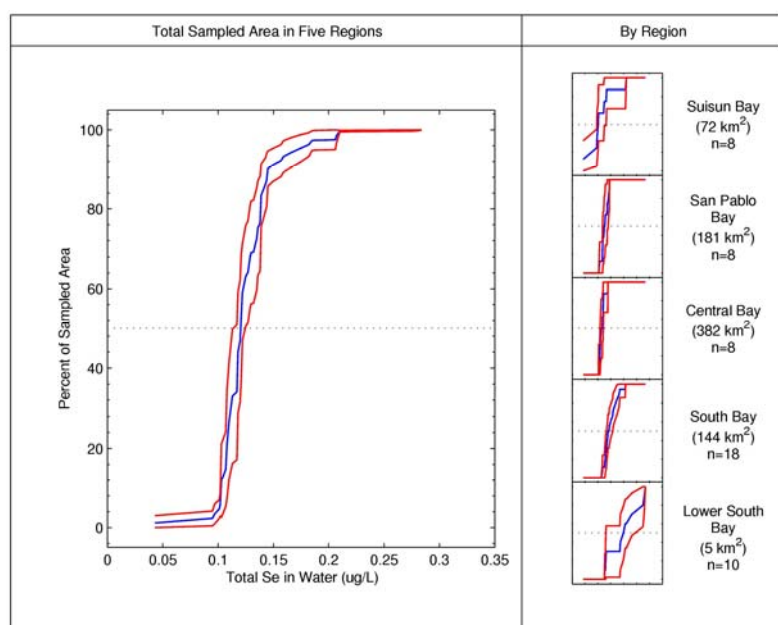 Total Sampled Area in Five Regions
By Region
Percent of Sampled Area
100
80
60
40
20
0
0
0.05
0.1
0.15
0.2
0.25
0.3
0.35
Total Se in Water (ug/L)
Suisun Bay
(72 km²)
n=8
San Pablo
Bay
(181 km²)
n=8
Central Bay
(382 km²)
n=8
South Bay
(144 km²)
n=18
Lower South
Bay
(5 km²)
n=10